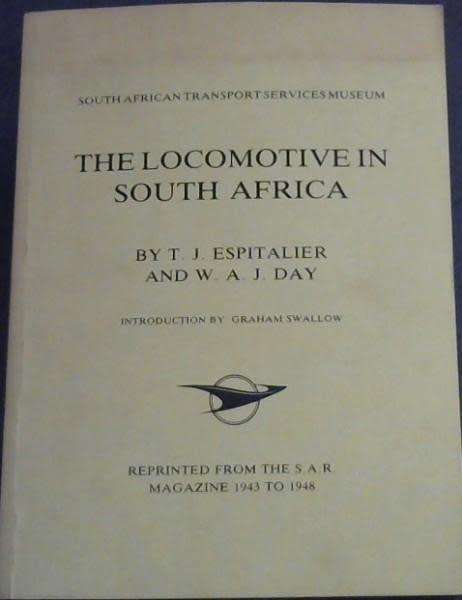 SOUTH AFRICAN TRANSPORT SERVICES MUSEUM
THE LOCOMOTIVE IN
SOUTH AFRICA
BY T. J. ESPITALIER
AND W. A. J. DAY
INTRODUCTION BY GRAHAM SWALLOW
REPRINTED FROM THE S.A.R.
MAGAZINE 1943 TO 1948